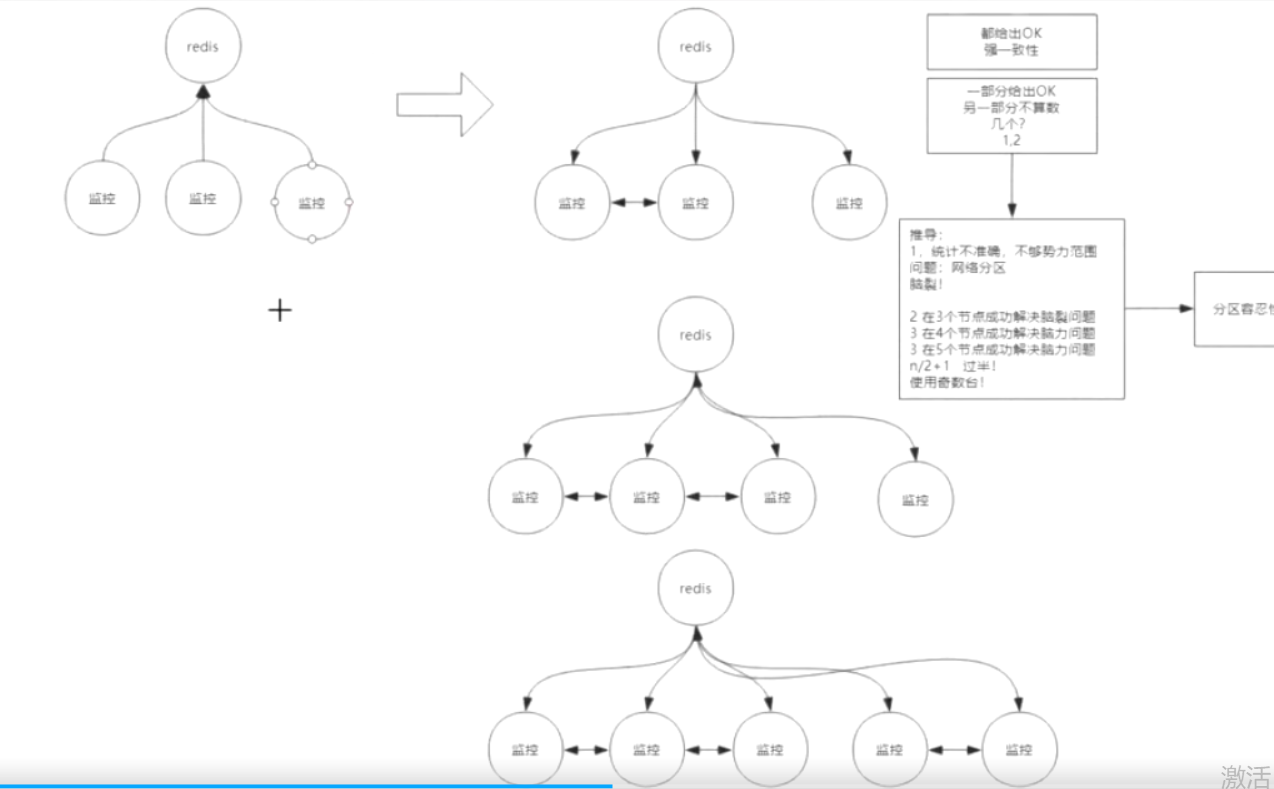 redis
监控
监控
监控
redis
监控
监控
监控
都给出OK
强一致性
一部分给出OK
另一部分不算数
几个？
1,2
推导：
1，统计不准确，不够势力范围
问题：网络分区
脑裂！
2 在3个节点成功解决脑裂问题
3 在4个节点成功解决脑力问题
3 在5个节点成功解决脑力问题
n/2+1 过半！
使用奇数台！
分区容忍
redis
监控
监控
监控
监控
redis
监控
监控
监控
监控
监控
激活